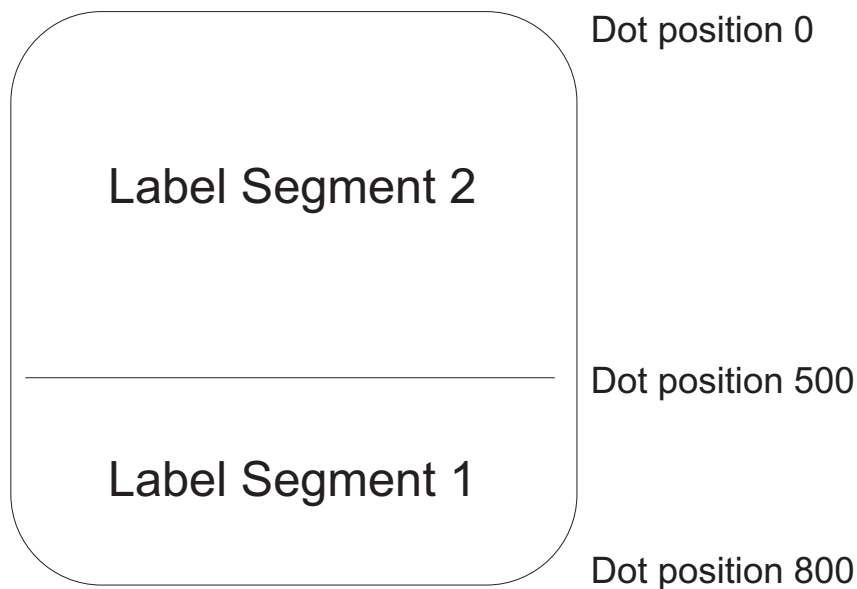 Dot position 0
Label Segment 2
Dot position 500
Label Segment 1
Dot position 800